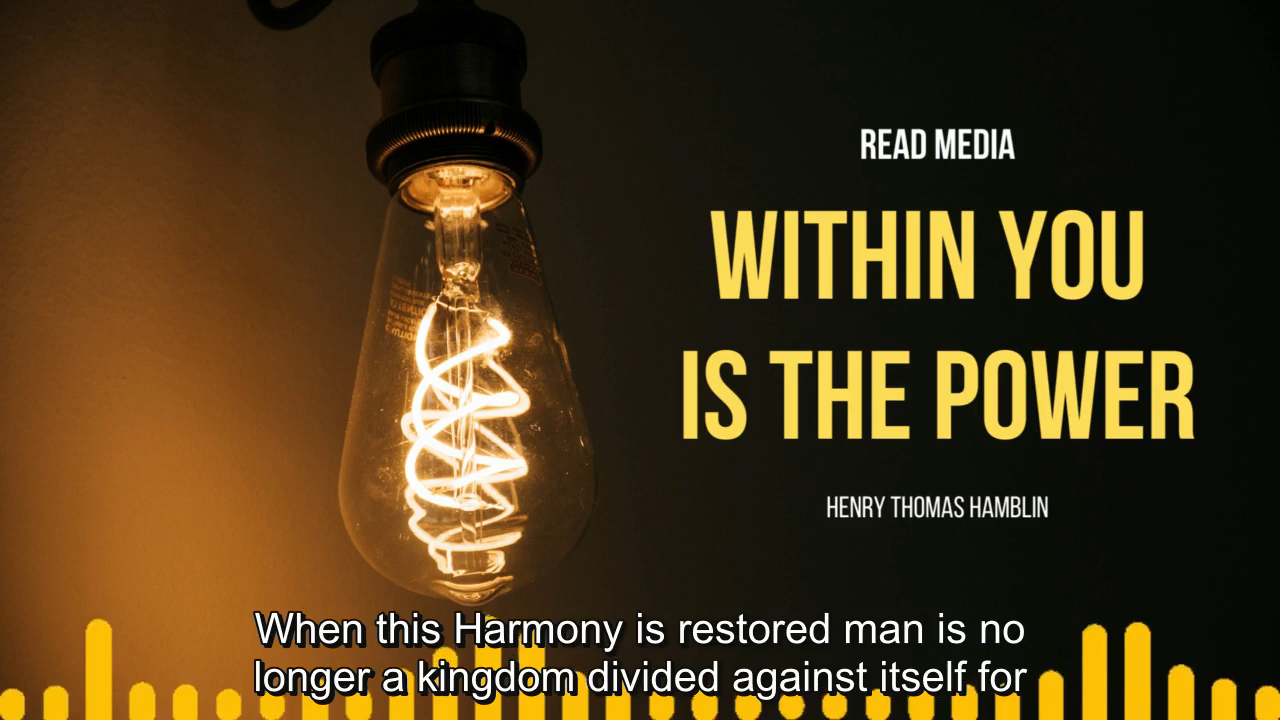 READ MEDIA
WITHIN YOU
IS THE POWER
HENRY THOMAS HAMBLIN
When this Harmony is restored man is no
longer a kingdom divided against itself for